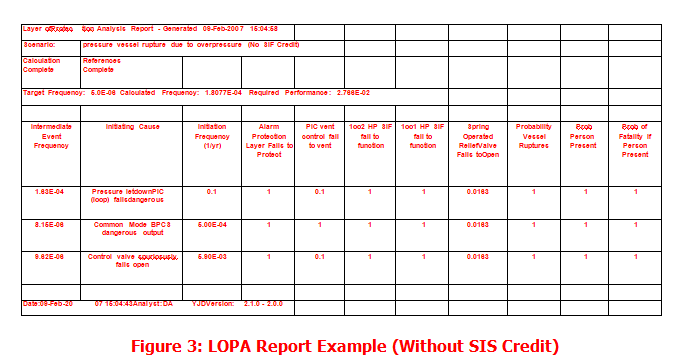 Layer ofProtec tion Analysis Report - Generated 09-Feb-2007 15:04:58
Scenario: pressure vessel rupture due to overpressure (No SIF Credit)
Calculation Complete References Complete
Target Frequency: 5.0E-06 Calculated Frequency: 1.8077E-04 Required Performance: 2.766E-02
Intermediate Event Frequency
Initiating Cause
Initiation Frequency (1/yr)
Alarm Protection Layer Fails to Protect
PIC vent control fail to vent
1oo2 HP SIF fail to function
1oo1 HP SIF fail to function
Spring Operated ReliefValve Fails toOpen
Probability Vessel Ruptures
Prob Person Present
Prob of Fatality If Person Present
1.63E-04 Pressure letdownPIC (loop) failsdangerous 0.1 1 0.1 1 1 0.0163 1 1 1
8.15E-06 Common Mode BPCS dangerous output 5.00E-04 1 1 1 1 0.0163 1 1 1
9.62E-06 Control valve spuriously fails open 5.90E-03 1 0.1 1 1 0.0163 1 1 1
Date:09-Feb-20 07 15:04:43Analyst:DA YJDVersion: 2.1.0 - 2.0.0
Figure 3: LOPA Report Example (Without SIS Credit)